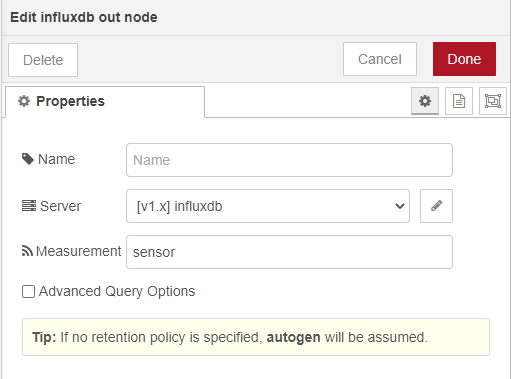 Edit influxdb out node
Delete
Cancel
Done
Properties
Name
Name
Server
[v1.x] influxdb
Measurement
sensor
Advanced Query Options
Tip: If no retention policy is specified, autogen will be assumed.